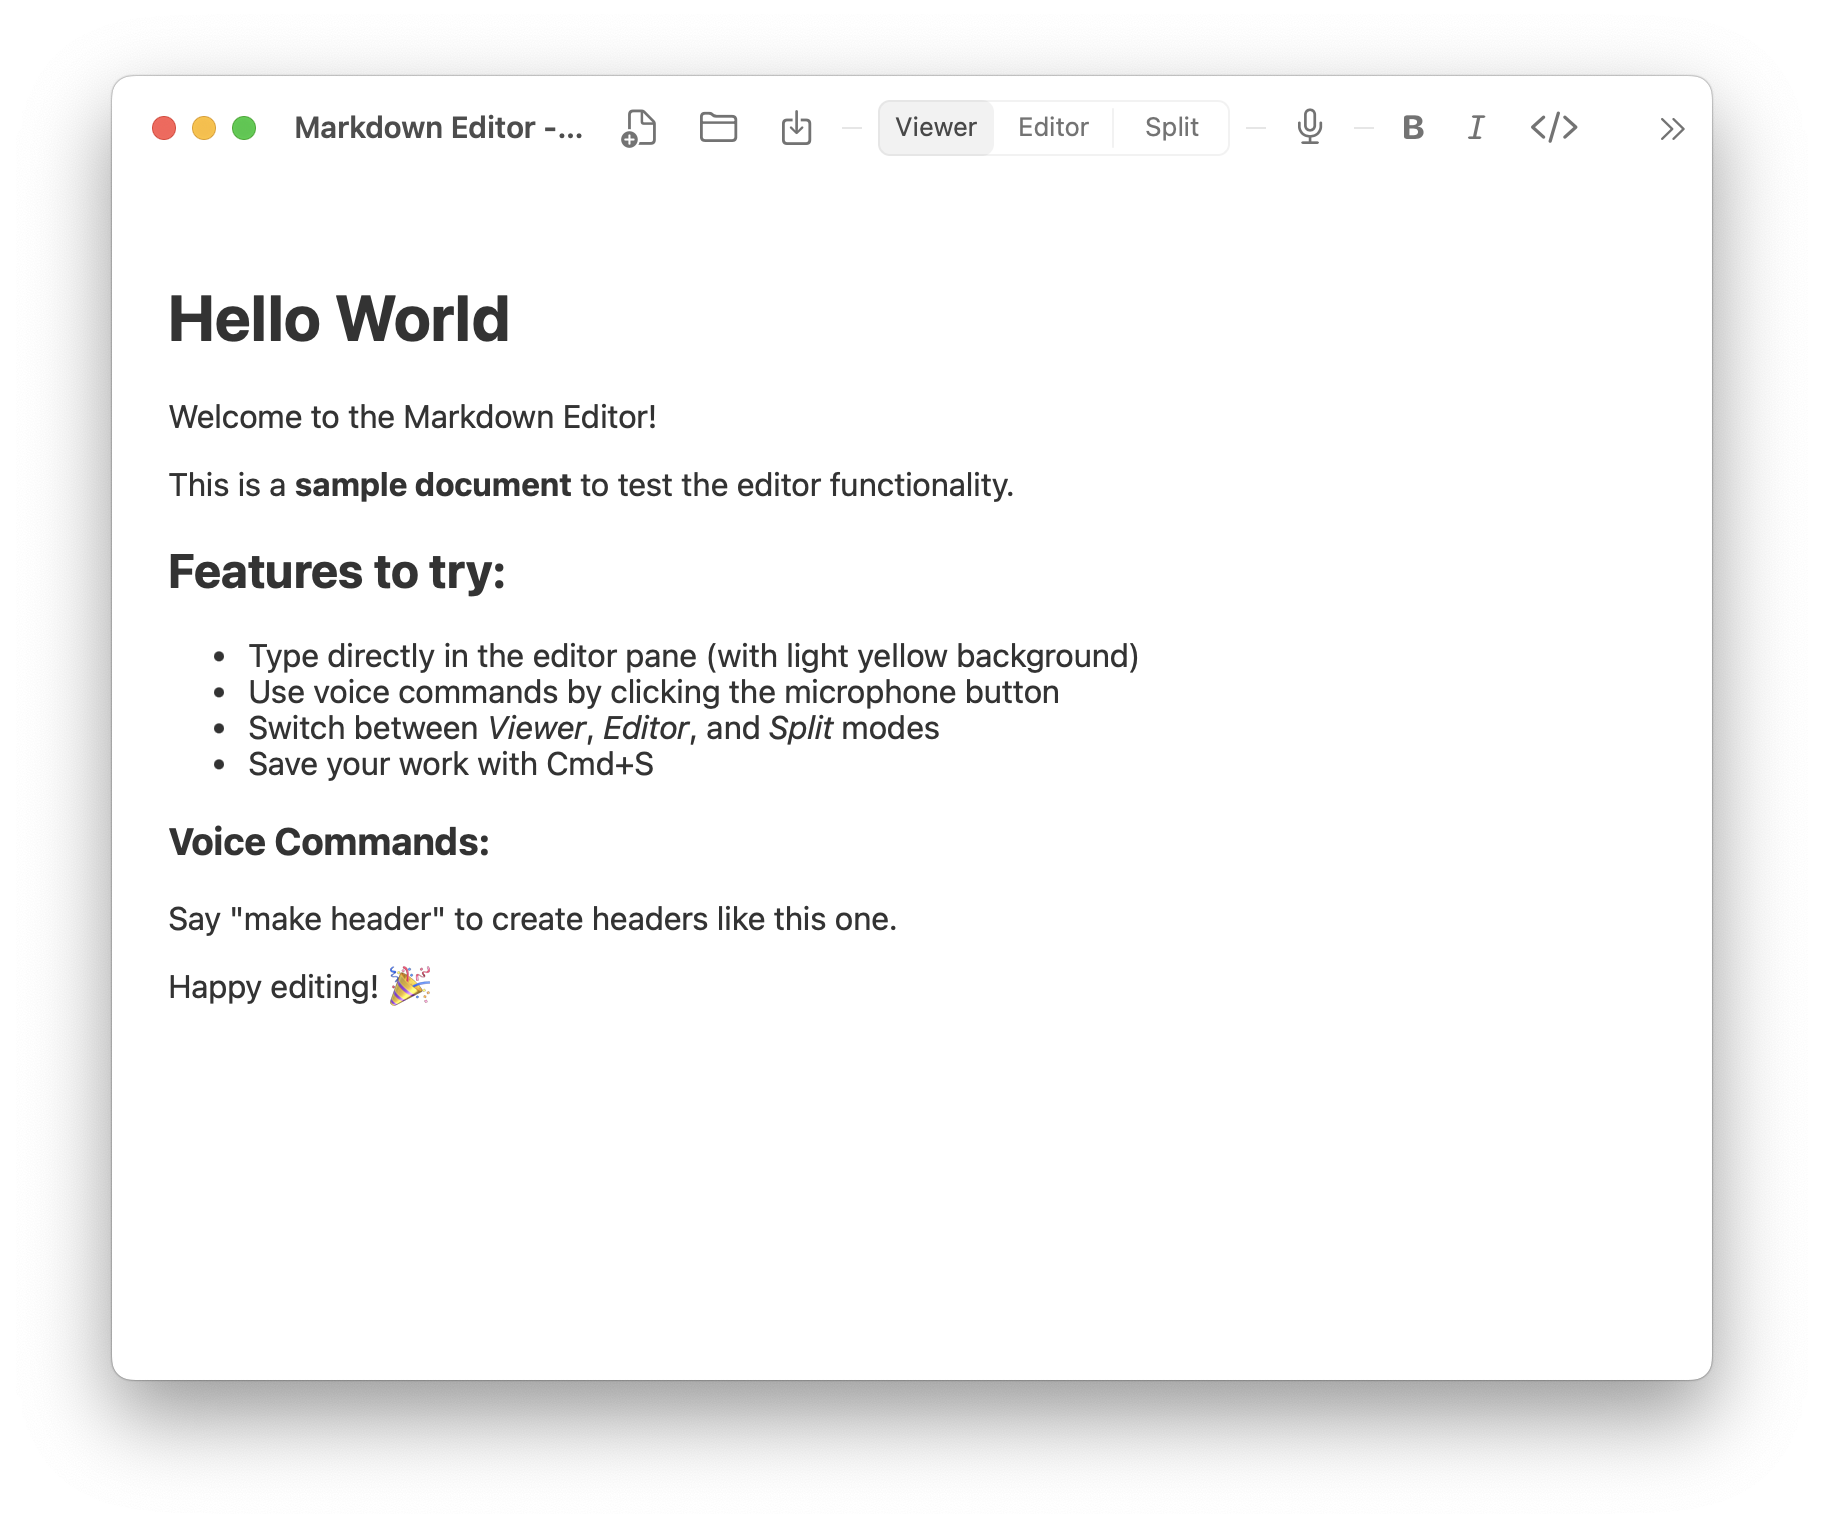 Markdown Editor -...
Viewer
Editor
Split
B
I
</>
Hello World
Welcome to the Markdown Editor!
This is a sample document to test the editor functionality.
Features to try:
• Type directly in the editor pane (with light yellow background)
• Use voice commands by clicking the microphone button
• Switch between Viewer, Editor, and Split modes
• Save your work with Cmd+S
Voice Commands:
Say "make header" to create headers like this one.
Happy editing! 🎉